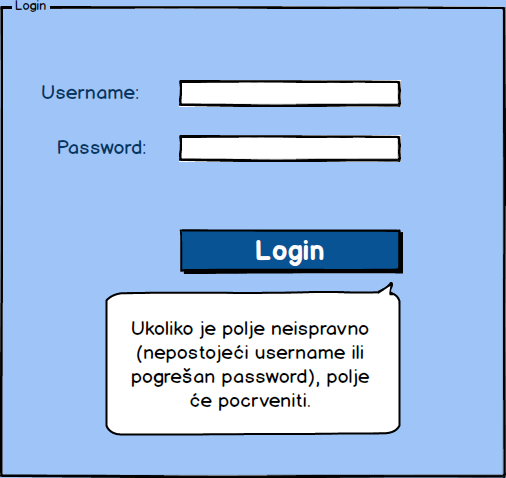 Login
Username:
Password:
Login
Ukoliko je polje neispravno
(nepostojeći username ili
pogrešan password), polje
će pocrveniti.